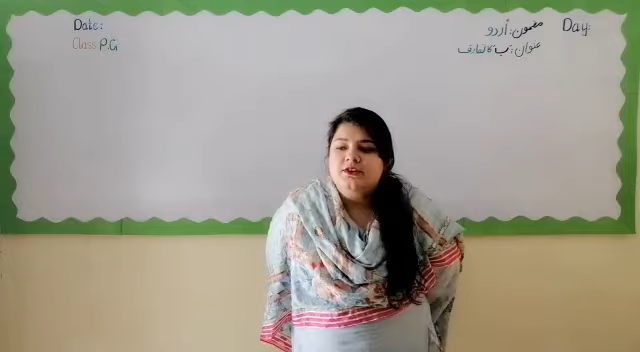 Date:
Class: P.G
Day:
مضمون: اُردو
عنوان: ب کا تعارف